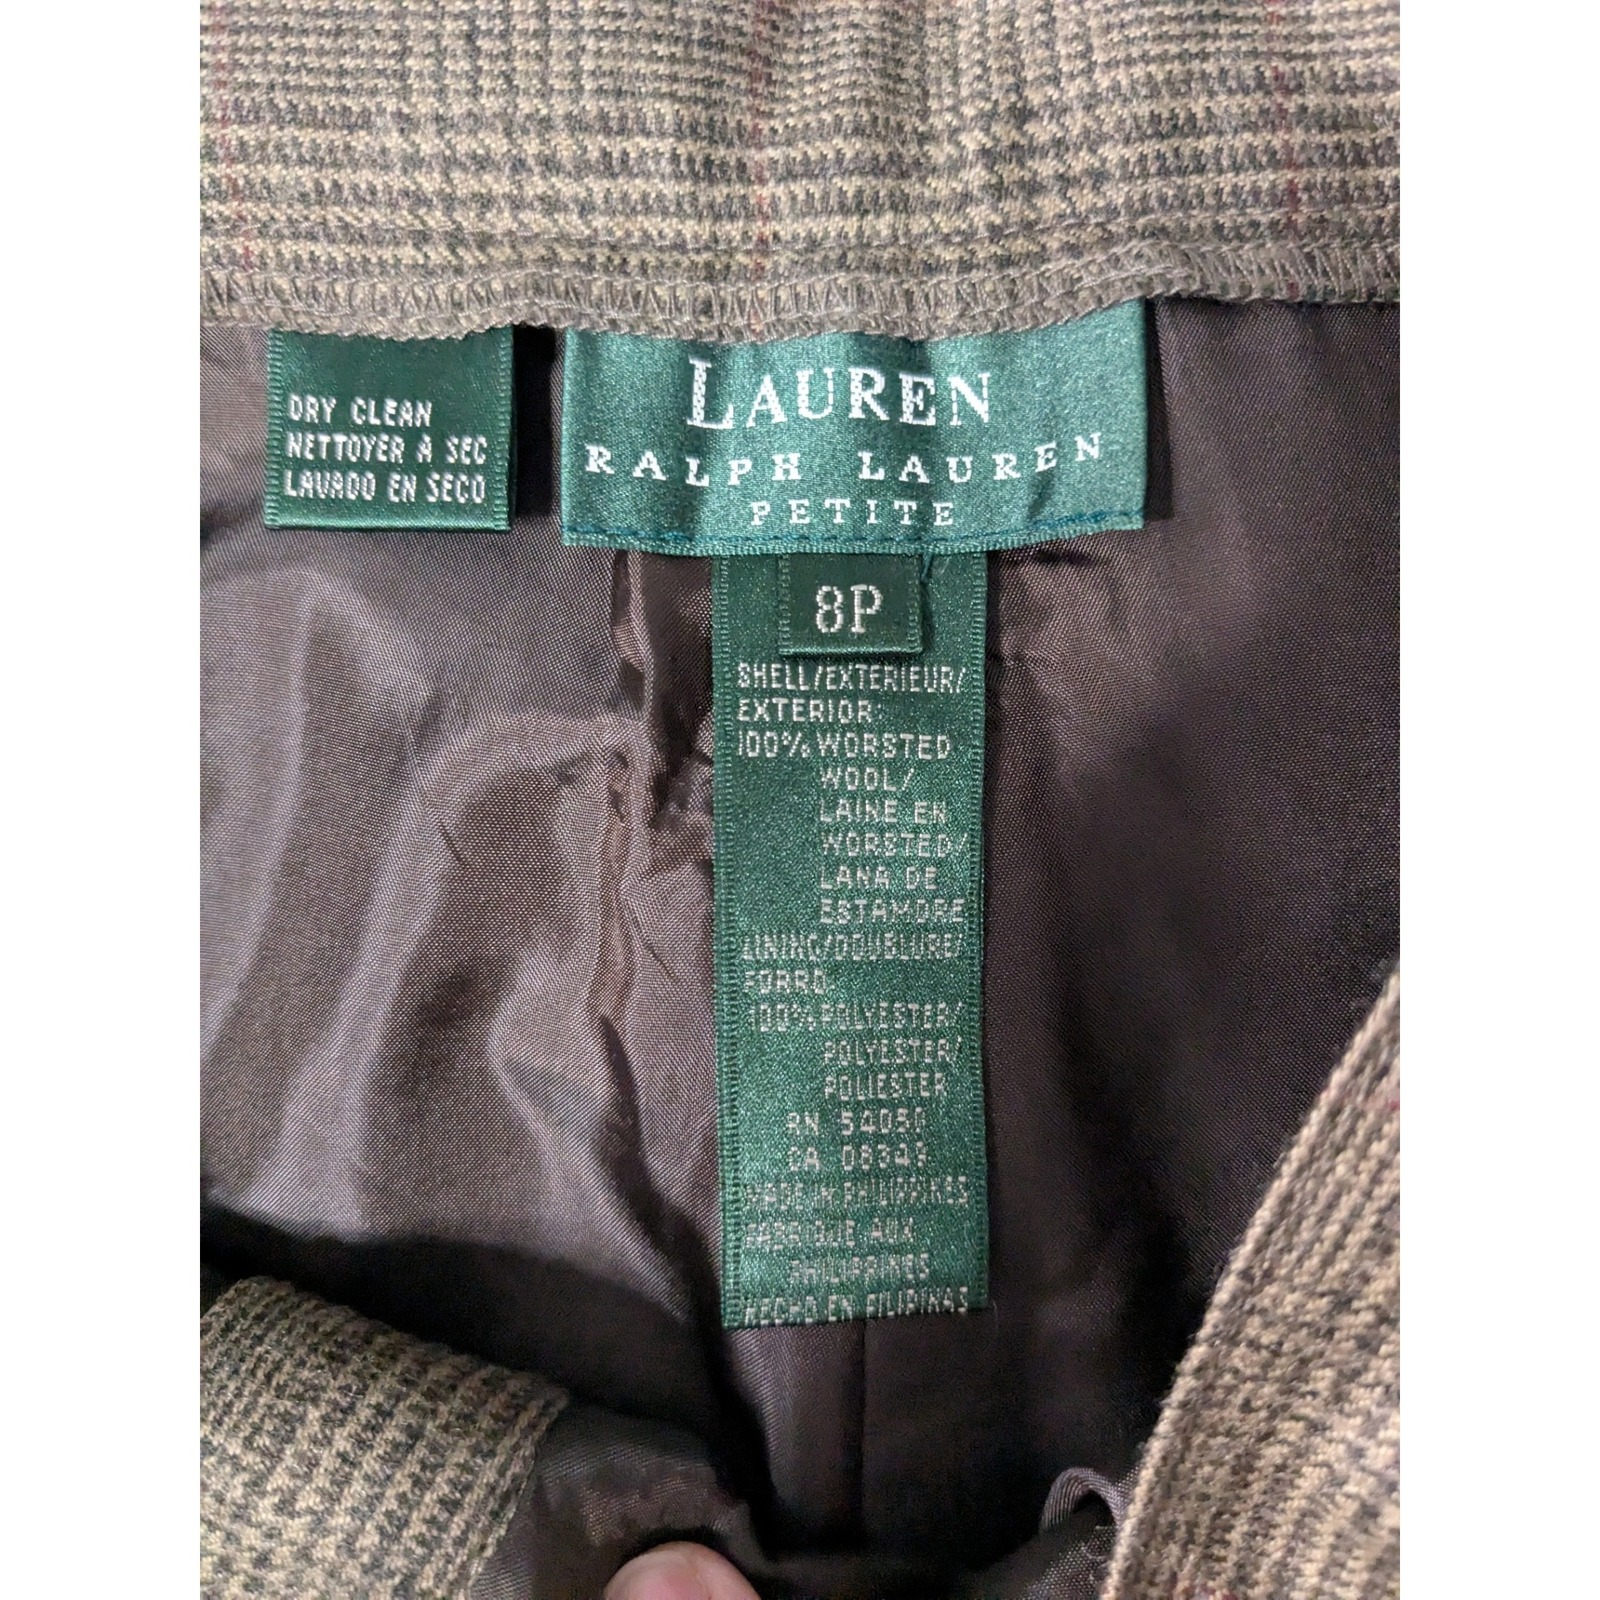 DRY CLEAN
NETTOYER A SEC
LAVADO EN SECO
LAUREN
RALPH LAUREN
PETITE
8P
SHELL/EXTERIEUR/
EXTERIOR:
100% WORSTED
WOOL/
LAINE EN
WORSTED/
LANA DE
ESTAMBRE
LINING/DOUBLURE/
FORRO:
100% POLYESTER/
POLYESTER/
POLIESTER
RN 54050
CA 08343
MADE IN PHILIPPINES
FABRIQUE AUX
PHILIPPINES
HECHO EN FILIPINAS